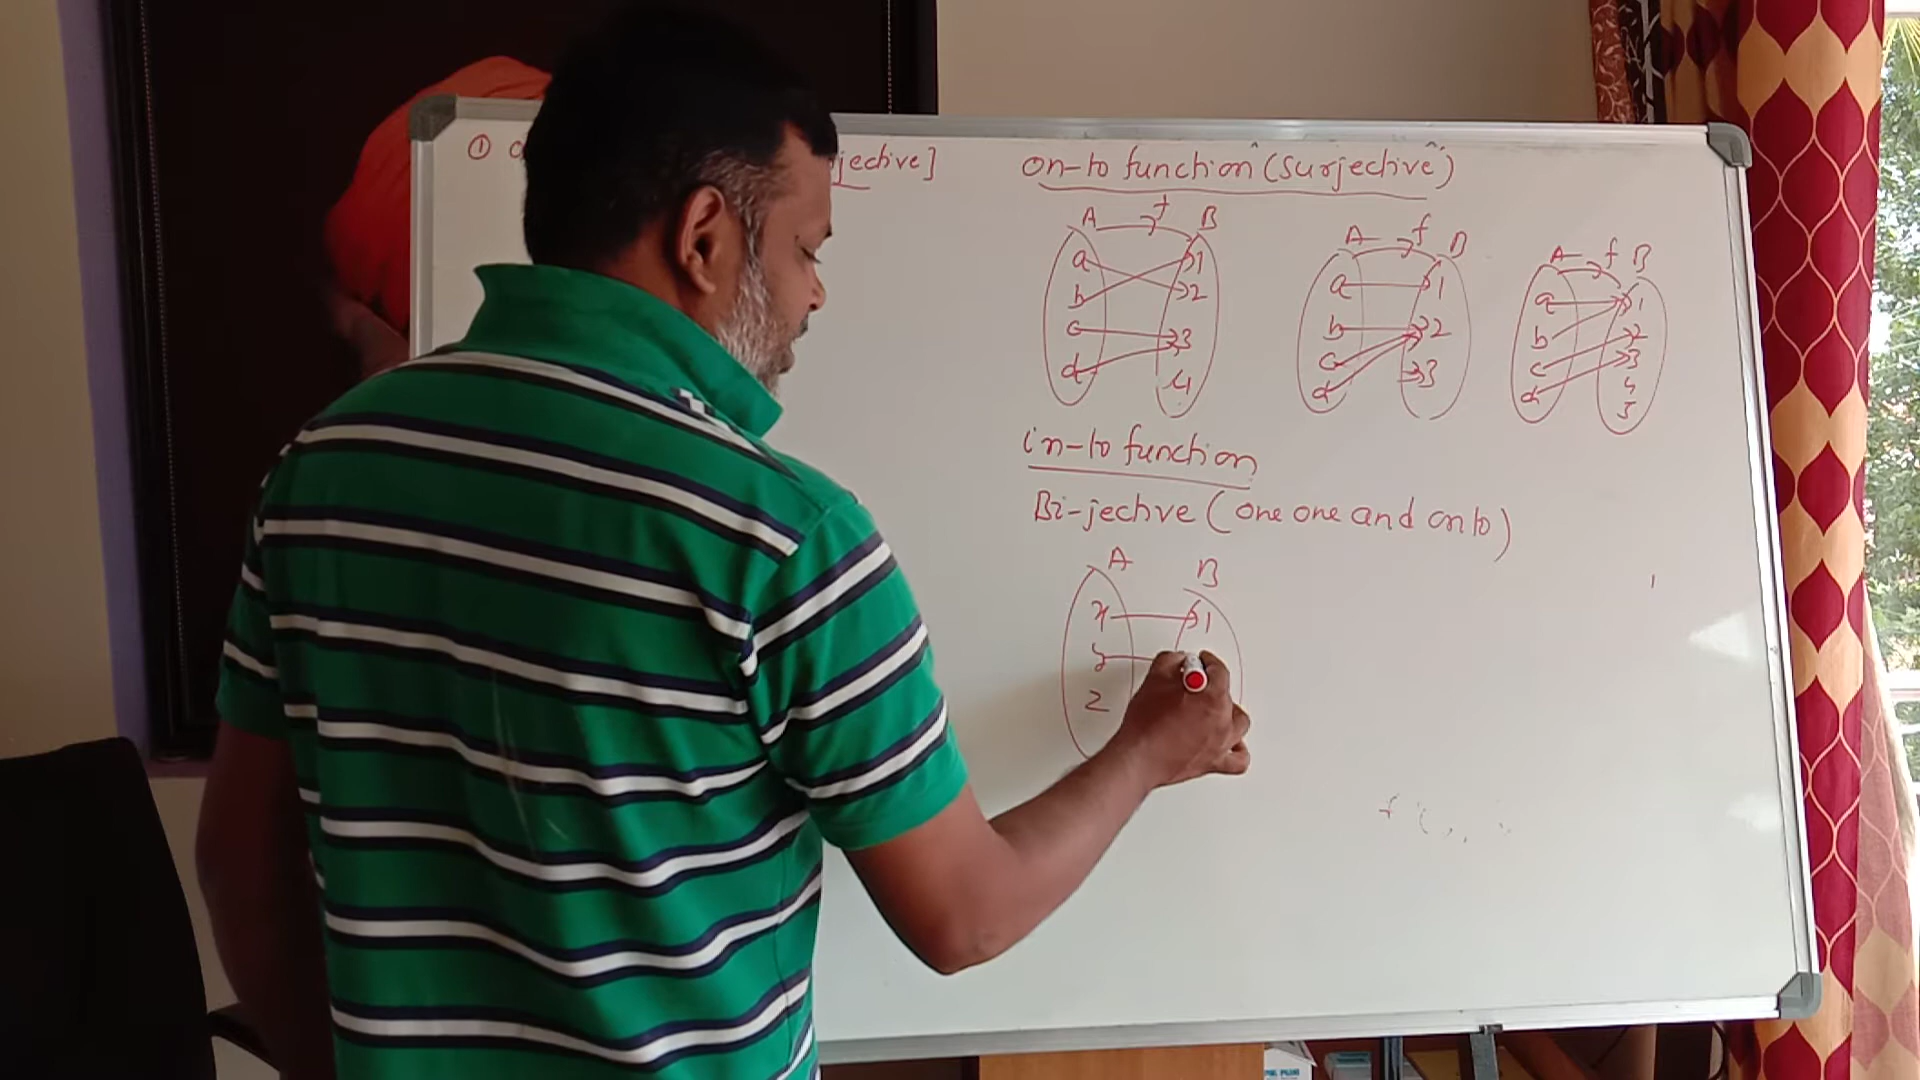 ①
jective]
on-to function (surjective)
A f B
a 1
b 2
c 3
d 4
A f B
a 1
b 2
c 3
d
A f B
a 1
b 2
c 3
d 4
5
in-to function
Bi-jective (one one and onto)
A B
x 1
y
z
f